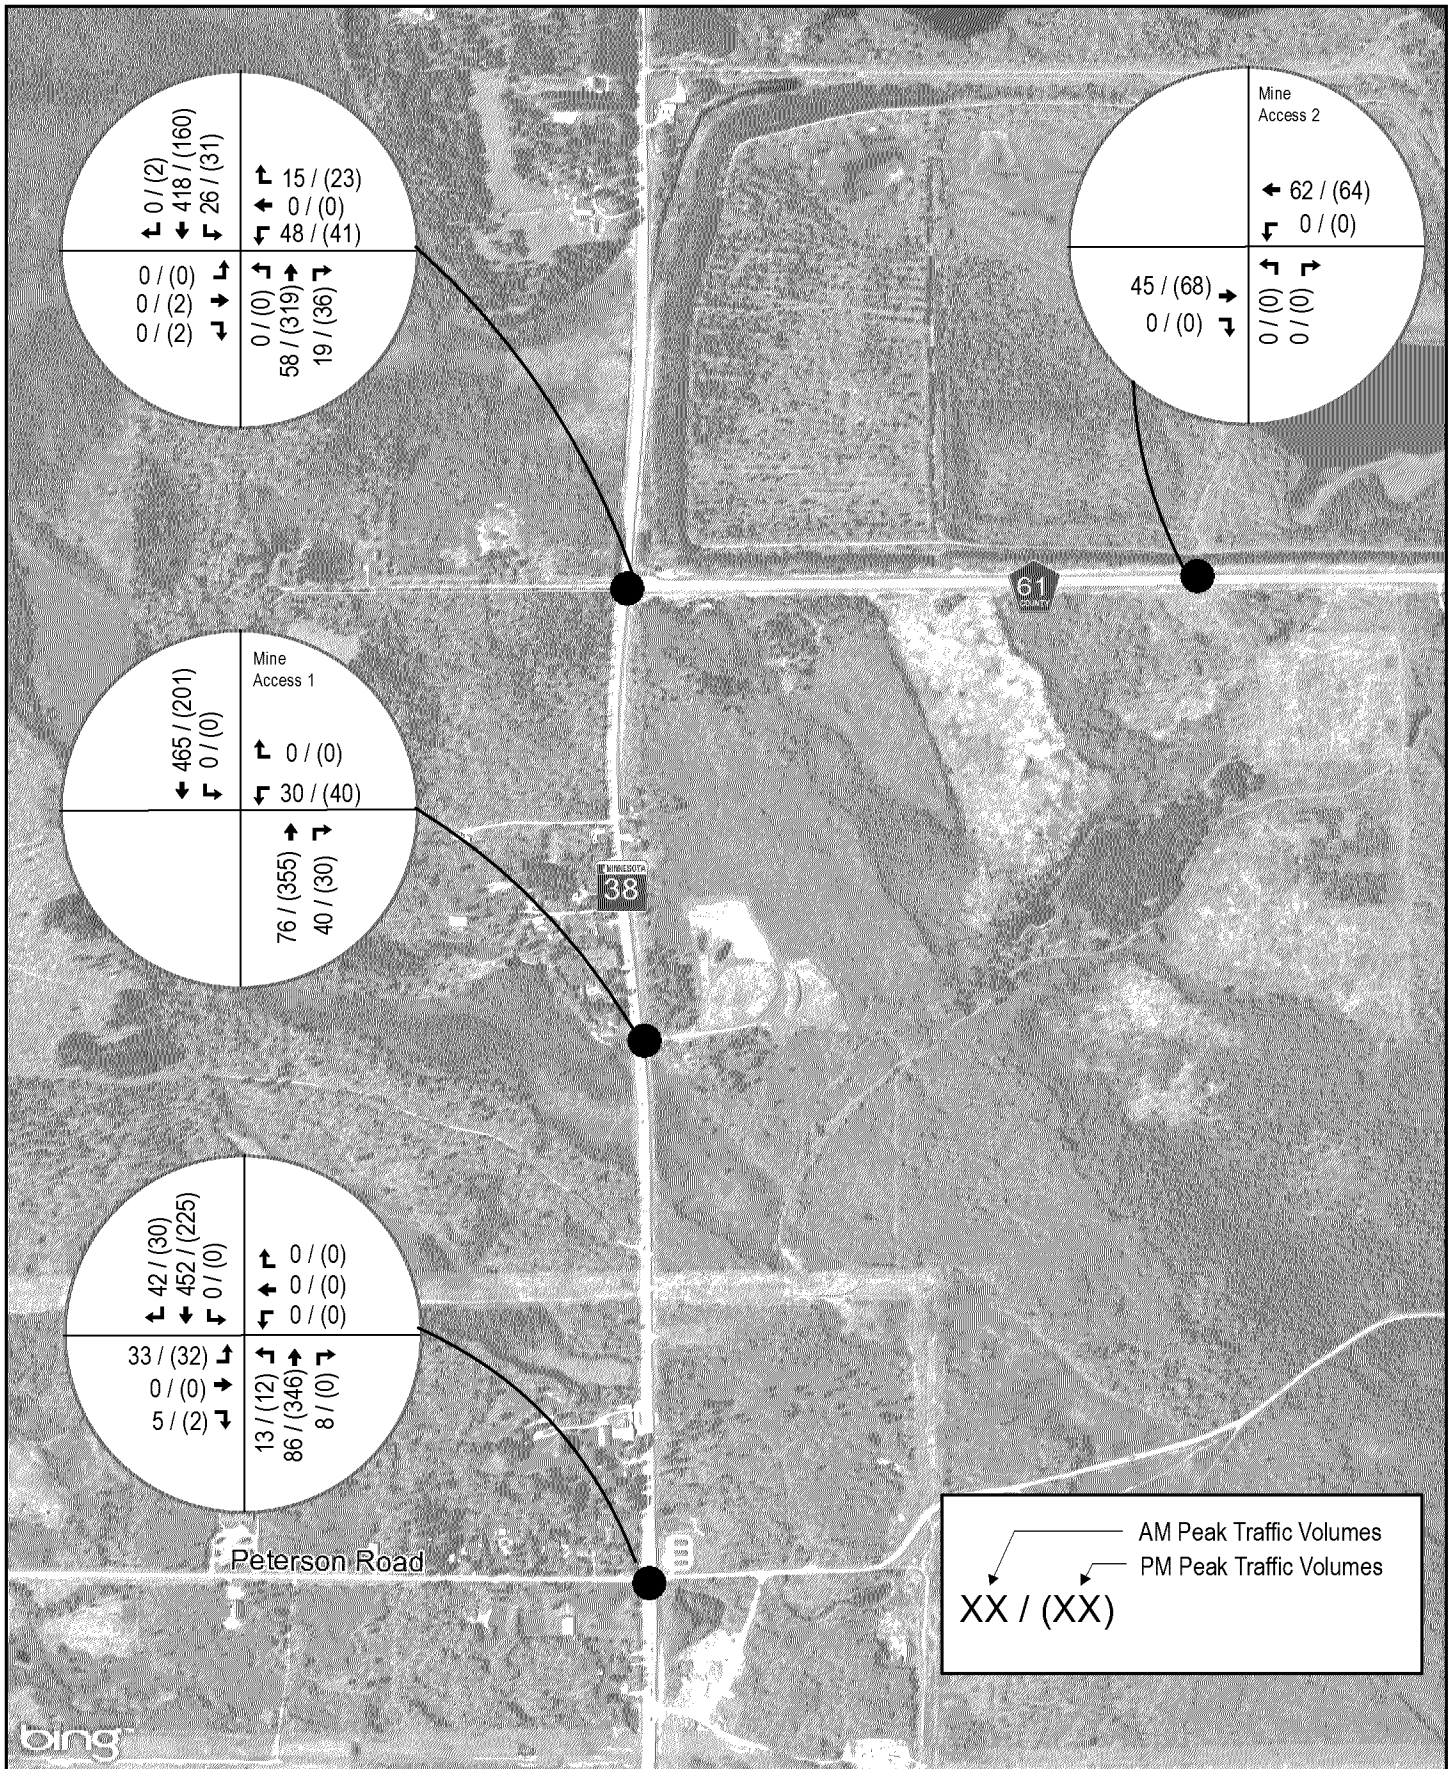 0 / (2)
418 / (160)
26 / (31)
15 / (23)
0 / (0)
48 / (41)
0 / (0)
0 / (2)
0 / (2)
0 / (0)
58 / (319)
19 / (36)
Mine
Access 2
62 / (64)
0 / (0)
45 / (68)
0 / (0)
0 / (0)
0 / (0)
61
COUNTY
465 / (201)
0 / (0)
Mine
Access 1
0 / (0)
30 / (40)
76 / (355)
40 / (30)
MINNESOTA
38
42 / (30)
452 / (225)
0 / (0)
0 / (0)
0 / (0)
0 / (0)
33 / (32)
0 / (0)
5 / (2)
13 / (12)
86 / (346)
8 / (0)
Peterson Road
AM Peak Traffic Volumes
PM Peak Traffic Volumes
XX / (XX)
bing™